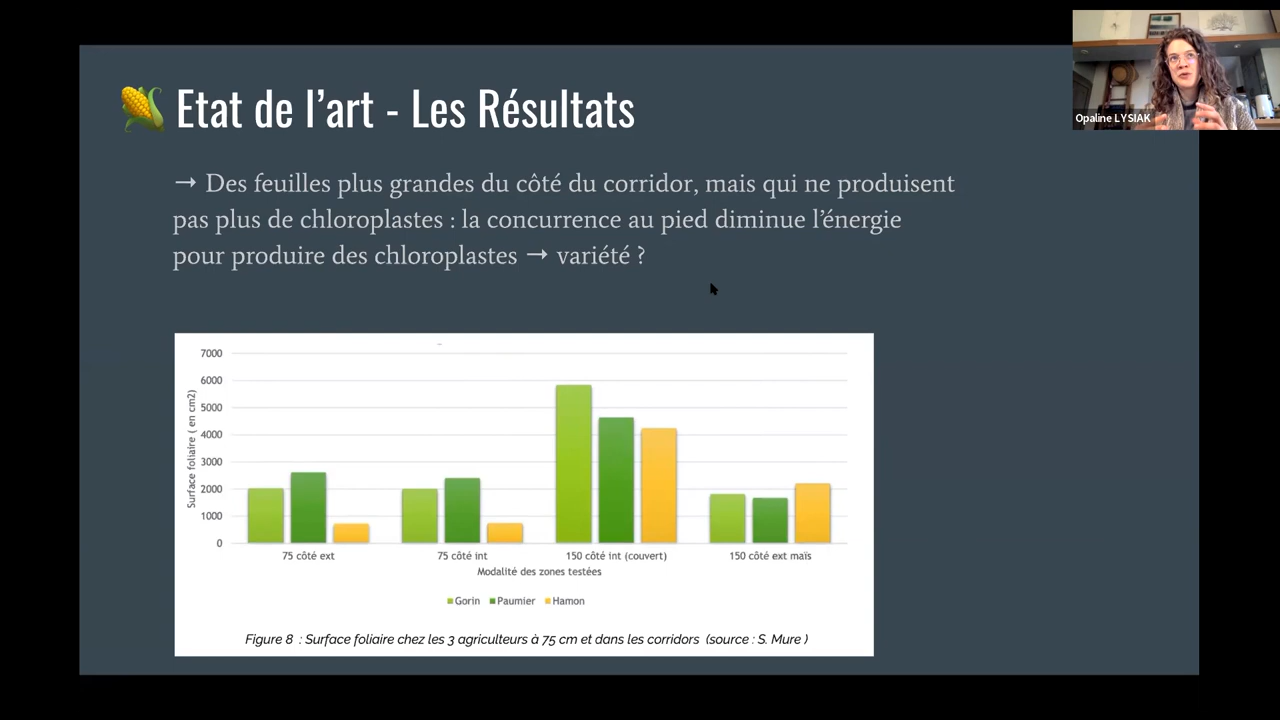 Etat de l'art - Les Résultats
Opaline LYSIAK
→ Des feuilles plus grandes du côté du corridor, mais qui ne produisent
pas plus de chloroplastes : la concurrence au pied diminue l'énergie
pour produire des chloroplastes → variété ?
7000
6000
5000
4000
3000
2000
1000
0
Surface foliaire ( en cm2)
75 côté ext
75 côté int
150 côté int (couvert)
150 côté ext maïs
Modalité des zones testées
Gorin Paumier Hamon
Figure 8 : Surface foliaire chez les 3 agriculteurs à 75 cm et dans les corridors (source : S. Mure )